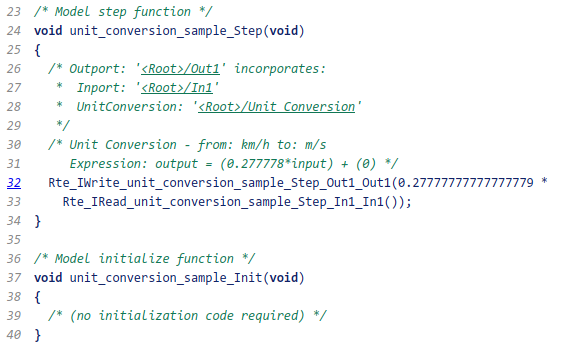 23 /* Model step function */
24 void unit_conversion_sample_Step(void)
25 {
26   /* Outport: '<Root>/Out1' incorporates:
27    *  Inport: '<Root>/In1'
28    *  UnitConversion: '<Root>/Unit Conversion'
29    */
30   /* Unit Conversion - from: km/h to: m/s
31      Expression: output = (0.277778*input) + (0) */
32   Rte_IWrite_unit_conversion_sample_Step_Out1_Out1(0.27777777777777779 *
33     Rte_IRead_unit_conversion_sample_Step_In1_In1());
34 }
35
36 /* Model initialize function */
37 void unit_conversion_sample_Init(void)
38 {
39   /* (no initialization code required) */
40 }